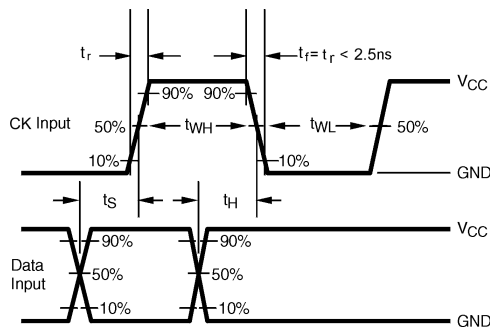 tr
tf = tr < 2.5ns
VCC
90% 90%
CK Input
50%
tWH
tWL
50%
10%
10%
GND
tS
tH
VCC
90%
90%
Data
Input
50%
50%
10%
10%
GND